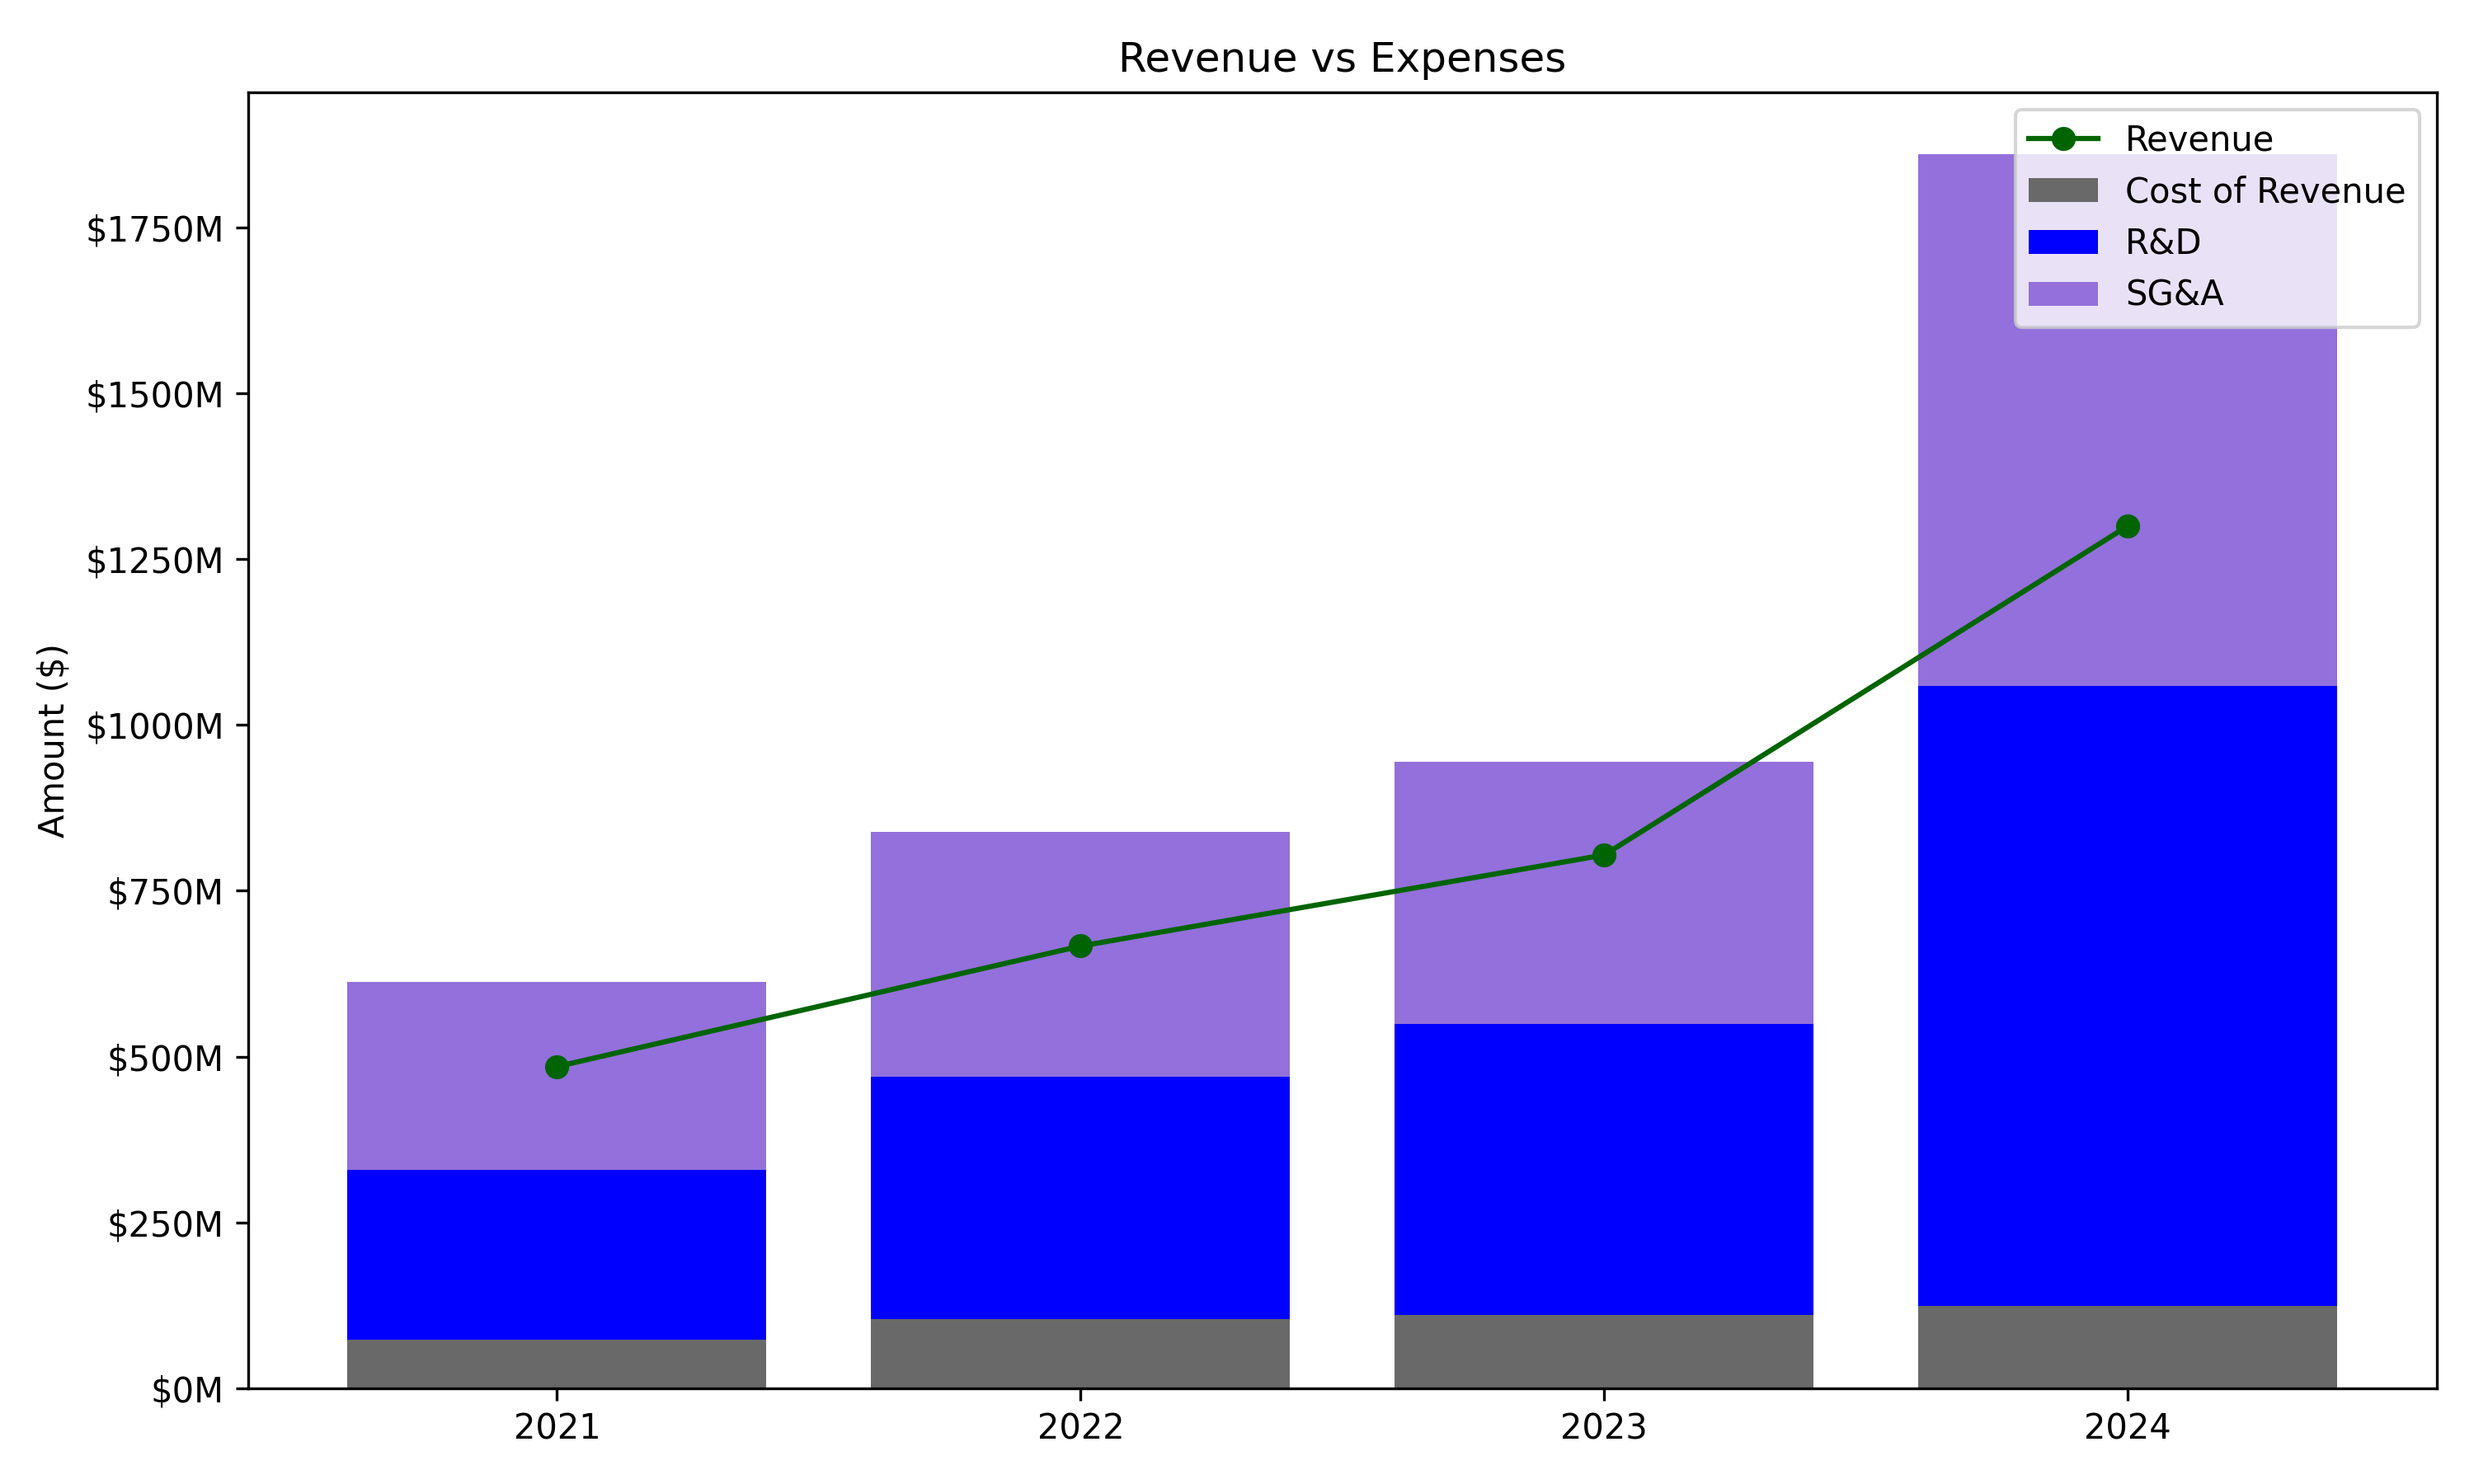 Revenue vs Expenses
Revenue
Cost of Revenue
R&D
SG&A
Amount ($)
$1750M
$1500M
$1250M
$1000M
$750M
$500M
$250M
$0M
2021
2022
2023
2024